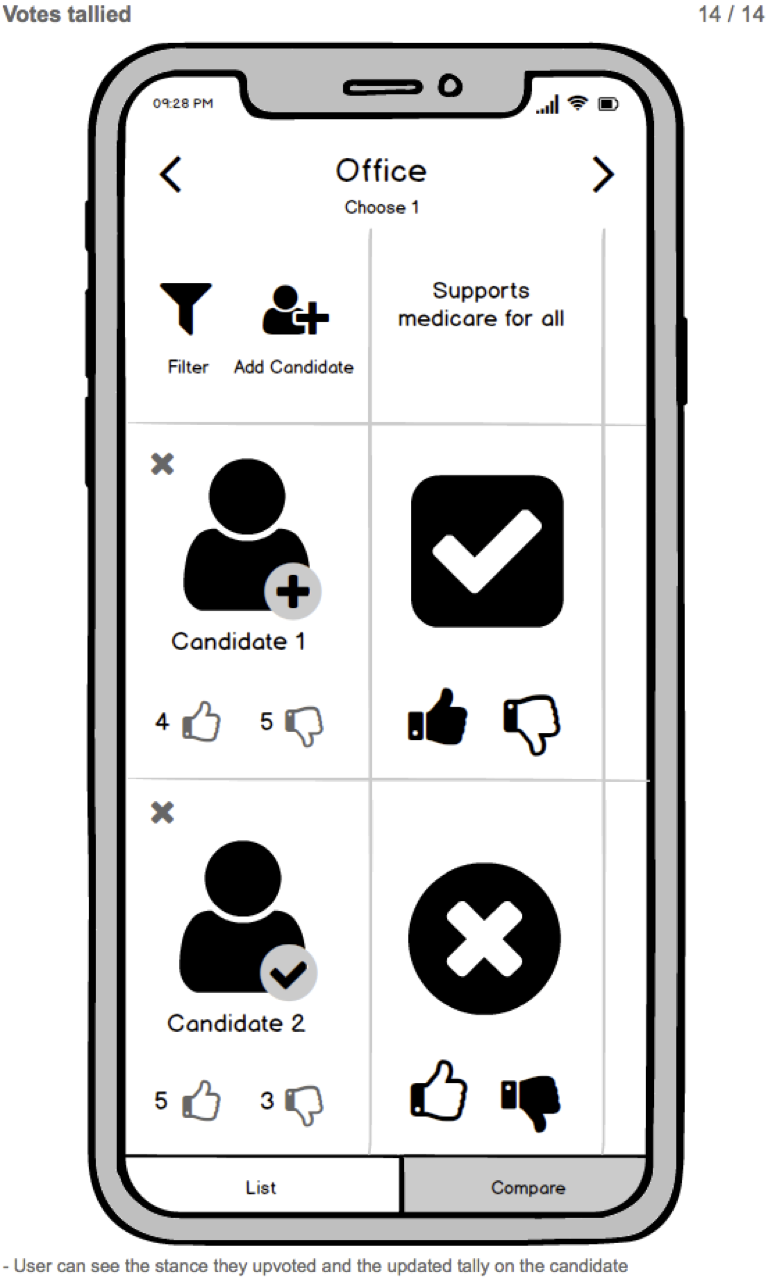 Votes tallied
14 / 14
09:28 PM
Office
Choose 1
Supports
medicare for all
Filter
Add Candidate
Candidate 1
4
5
Candidate 2
5
3
List
Compare
- User can see the stance they upvoted and the updated tally on the candidate